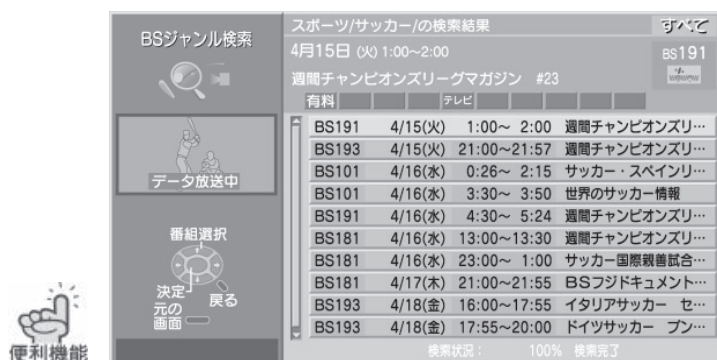 BSジャンル検索
データ放送中
番組選択
決定
戻る
元の
画面
便利機能
スポーツ/サッカー/の検索結果 すべて
4月15日 (火) 1:00~2:00
BS191
週間チャンピオンズリーグマガジン #23
WOWOW
有料 テレビ
BS191 4/15(火) 1:00~ 2:00 週間チャンピオンズリ…
BS193 4/15(火) 21:00~21:57 週間チャンピオンズリ…
BS101 4/16(水) 0:26~ 2:15 サッカー・スペインリ…
BS101 4/16(水) 3:30~ 3:50 世界のサッカー情報
BS191 4/16(水) 4:30~ 5:24 週間チャンピオンズリ…
BS181 4/16(水) 13:00~13:30 週間チャンピオンズリ…
BS181 4/16(水) 23:00~ 1:00 サッカー国際親善試合…
BS181 4/17(木) 21:00~21:55 BSフジドキュメント…
BS193 4/18(金) 16:00~17:55 イタリアサッカー セ…
BS193 4/18(金) 17:55~20:00 ドイツサッカー ブン…
検索状況: 100% 検索完了